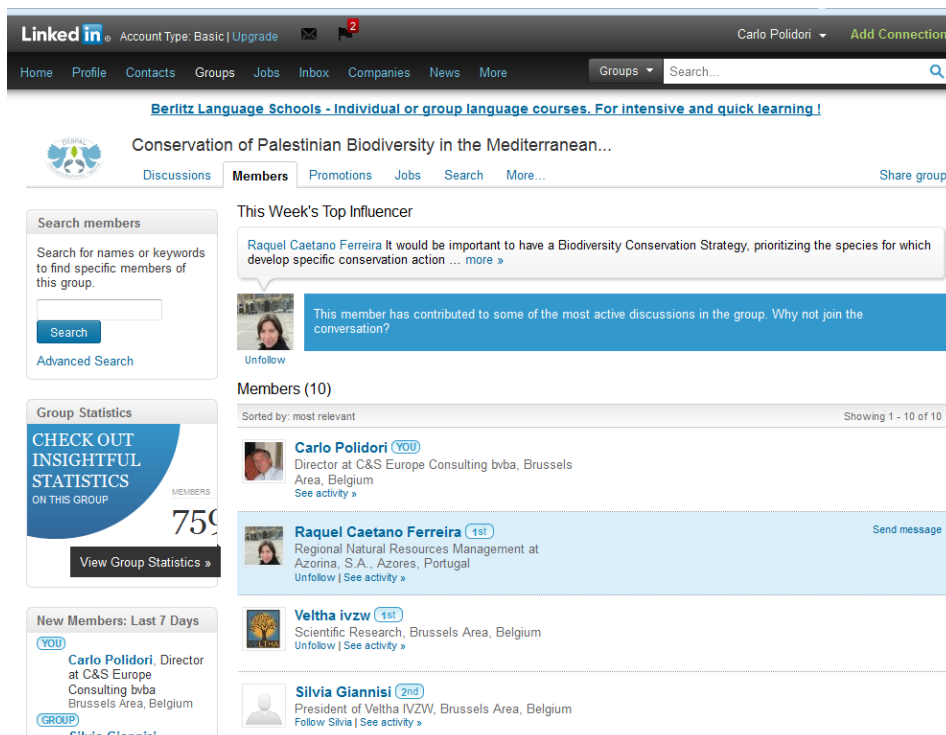 Linked in ® Account Type: Basic | Upgrade 2 Carlo Polidori Add Connection
Home Profile Contacts Groups Jobs Inbox Companies News More Groups Search...
Berlitz Language Schools - Individual or group language courses. For intensive and quick learning !
Conservation of Palestinian Biodiversity in the Mediterranean...
Discussions Members Promotions Jobs Search More... Share group
Search members
Search for names or keywords
to find specific members of
this group.
Search
Advanced Search
Group Statistics
CHECK OUT
INSIGHTFUL
STATISTICS
ON THIS GROUP
MEMBERS
759
View Group Statistics »
New Members: Last 7 Days
YOU
Carlo Polidori, Director
at C&S Europe
Consulting bvba
Brussels Area, Belgium
GROUP
Silvia Giannisi
This Week's Top Influencer
Raquel Caetano Ferreira It would be important to have a Biodiversity Conservation Strategy, prioritizing the species for which
develop specific conservation action ... more »
This member has contributed to some of the most active discussions in the group. Why not join the
conversation?
Unfollow
Members (10)
Sorted by: most relevant Showing 1 - 10 of 10
Carlo Polidori YOU
Director at C&S Europe Consulting bvba, Brussels
Area, Belgium
See activity »
Raquel Caetano Ferreira 1st Send message
Regional Natural Resources Management at
Azorina, S.A., Azores, Portugal
Unfollow | See activity »
VELTHA
Veltha ivzw 1st
Scientific Research, Brussels Area, Belgium
Unfollow | See activity »
Silvia Giannisi 2nd
President of Veltha IVZW, Brussels Area, Belgium
Follow Silvia | See activity »